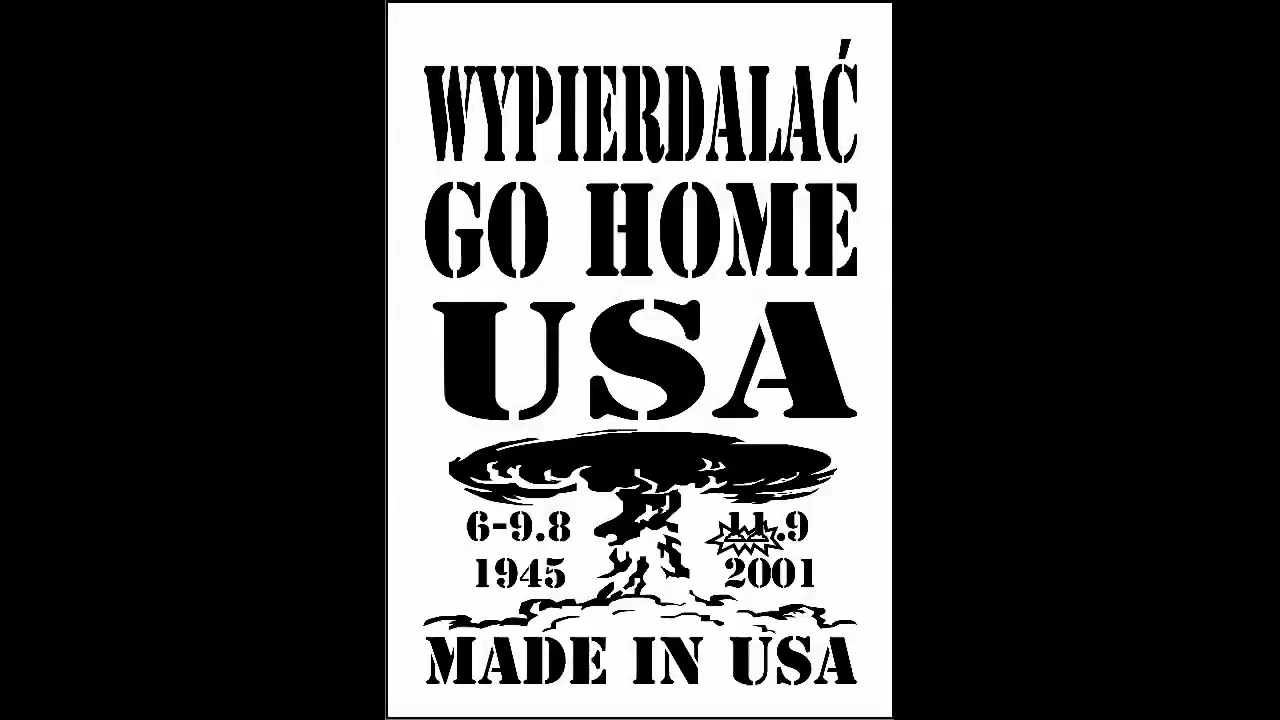 WYPIERDALAĆ
GO HOME
USA
6-9.8 11.9
1945 2001
MADE IN USA